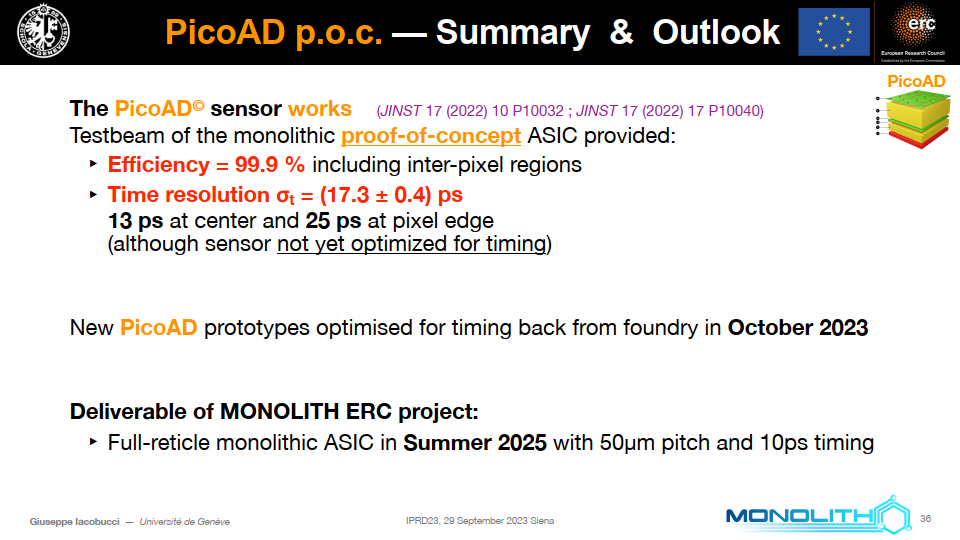 PicoAD p.o.c. — Summary & Outlook
erc
European Research Council
Established by the European Commission
PicoAD
The PicoAD© sensor works (JINST 17 (2022) 10 P10032 ; JINST 17 (2022) 17 P10040)
Testbeam of the monolithic proof-of-concept ASIC provided:
‣ Efficiency = 99.9 % including inter-pixel regions
‣ Time resolution σt = (17.3 ± 0.4) ps
13 ps at center and 25 ps at pixel edge
(although sensor not yet optimized for timing)
New PicoAD prototypes optimised for timing back from foundry in October 2023
Deliverable of MONOLITH ERC project:
‣ Full-reticle monolithic ASIC in Summer 2025 with 50μm pitch and 10ps timing
Giuseppe Iacobucci — Université de Genève
IPRD23, 29 September 2023 Siena
MONOLITH
36